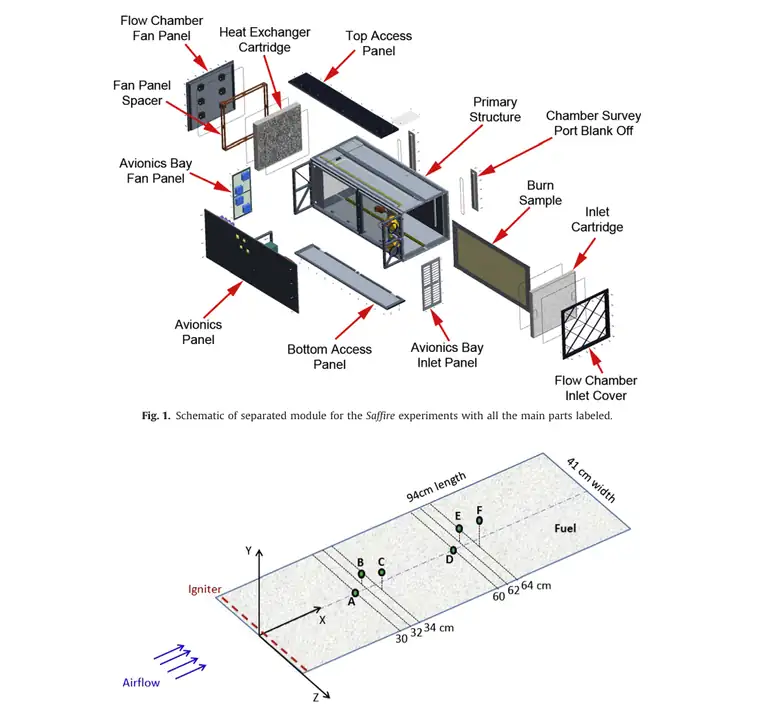 Flow Chamber
Fan Panel
Heat Exchanger
Cartridge
Top Access
Panel
Fan Panel
Spacer
Primary
Structure
Chamber Survey
Port Blank Off
Avionics Bay
Fan Panel
Burn
Sample
Inlet
Cartridge
Avionics
Panel
Bottom Access
Panel
Avionics Bay
Inlet Panel
Flow Chamber
Inlet Cover
Fig. 1. Schematic of separated module for the Saffire experiments with all the main parts labeled.
94cm length
41 cm width
E
F
Fuel
Y
B
C
D
Igniter
A
60 62 64 cm
X
30 32 34 cm
Airflow
Z